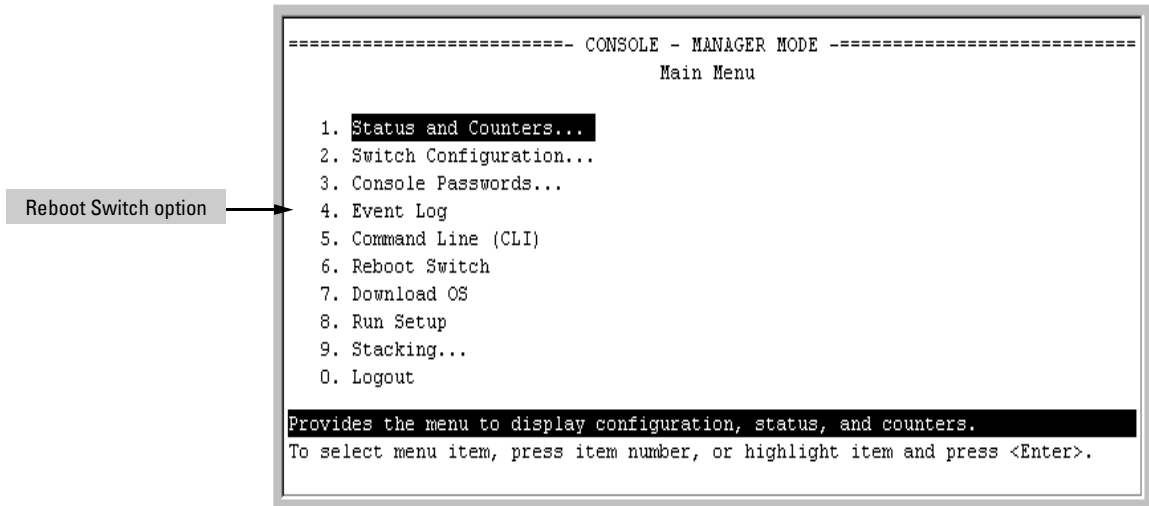 ==========================- CONSOLE - MANAGER MODE -============================
Main Menu
1. Status and Counters...
2. Switch Configuration...
3. Console Passwords...
Reboot Switch option
4. Event Log
5. Command Line (CLI)
6. Reboot Switch
7. Download OS
8. Run Setup
9. Stacking...
0. Logout
Provides the menu to display configuration, status, and counters.
To select menu item, press item number, or highlight item and press <Enter>.